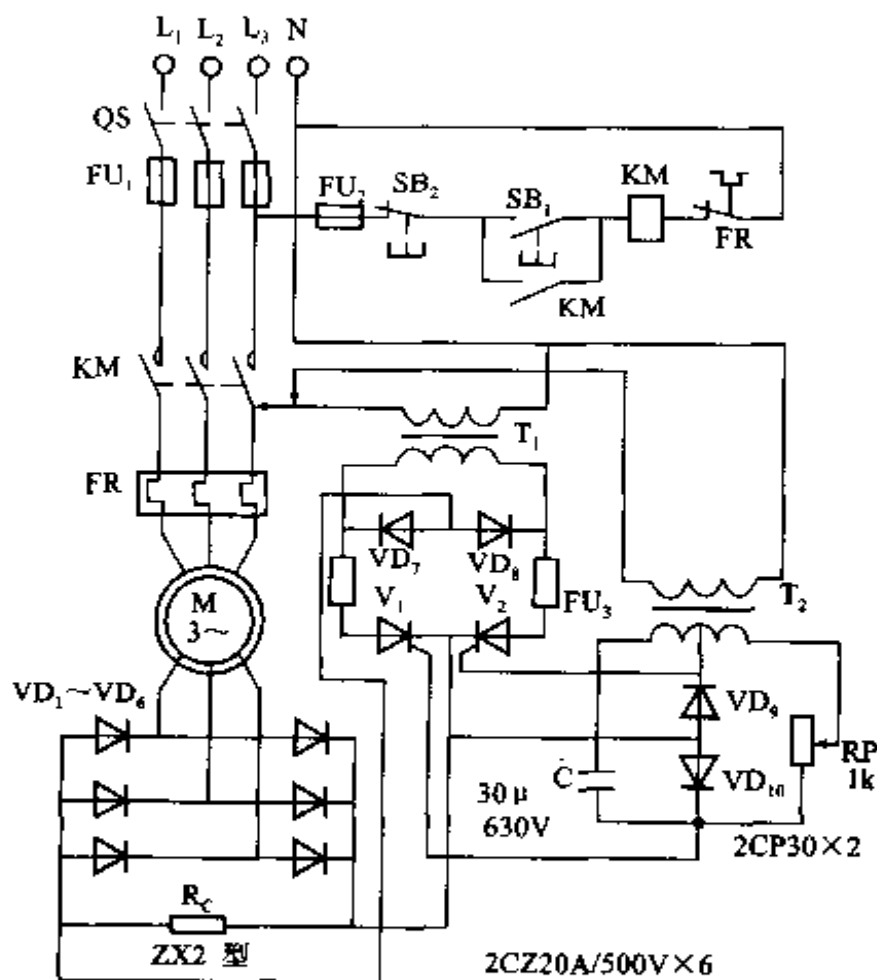 L₁ L₂ L₃ N
QS
FU₁
FU₂ SB₂ SB₁ KM
FR
KM
KM
T₁
FR
VD₇ VD₈
V₁ V₂ FU₃
T₂
M
3~
VD₁~VD₆
VD₉
RP
1k
C
VD₁₀
30μ
630V
2CP30×2
R_C
ZX2 型
2CZ20A/500V×6